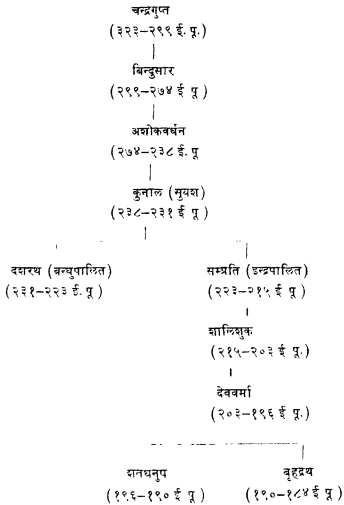 चन्द्रगुप्त
(३२३–२९९ ई. पू.)
बिन्दुसार
(२९९–२७४ ई पू )
अशोकवर्धन
(२७४–२३८ ई. पू
कुनाल (सुयश)
(२३८–२३१ ई पू )
दशरथ (बन्धुपालित)
(२३१–२२३ ई. पू )
सम्प्रति (इन्द्रपालित)
(२२३–२१५ ई पू )
शालिशुक
(२१५–२०३ ई पू.)
देववर्मा
(२०३–१९६ ई पू.)
शतधनुष
(१९६–१९० ई पू )
बृहद्रथ
(१९०–१८४ ई पू )